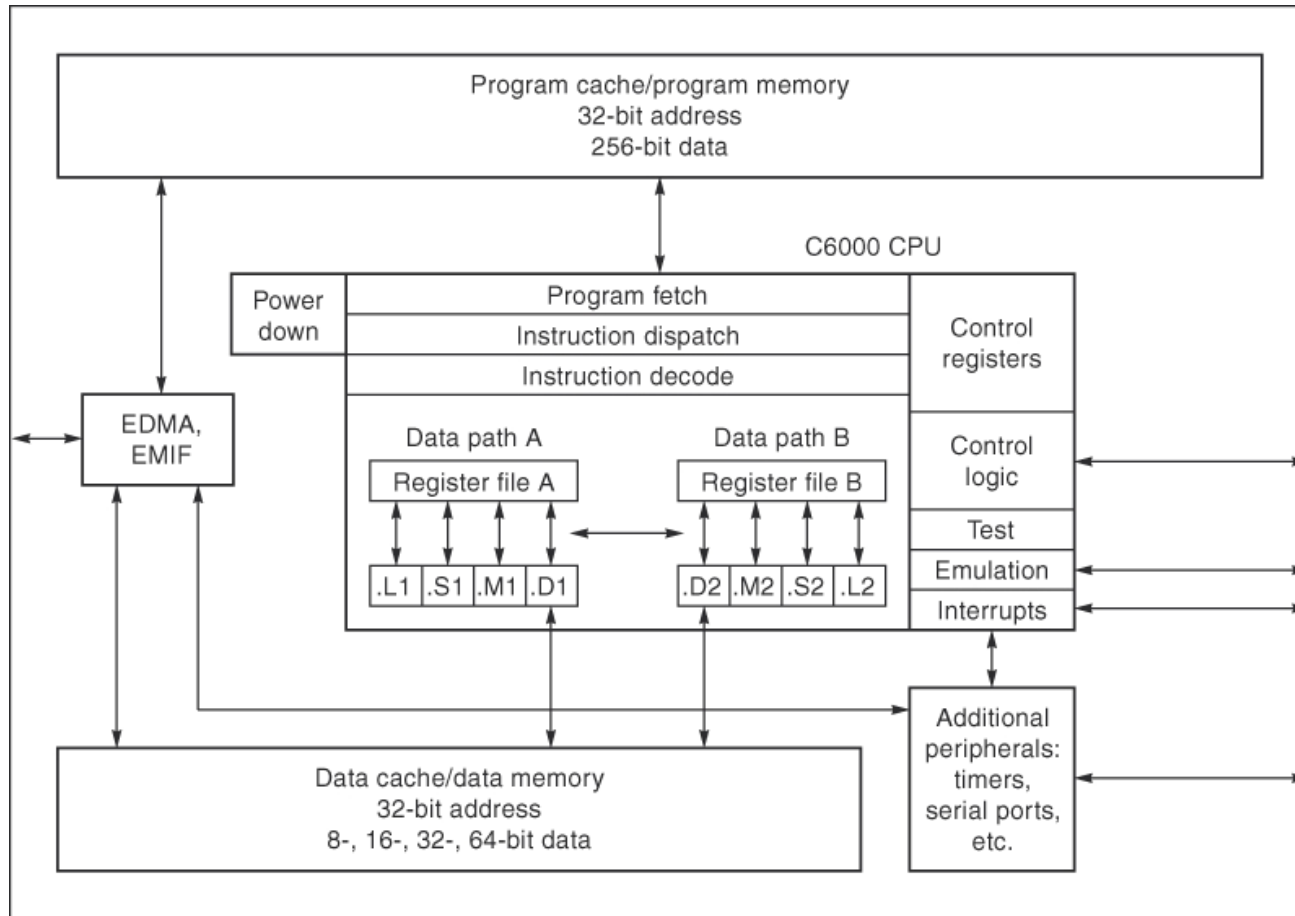 Program cache/program memory
32-bit address
256-bit data
C6000 CPU
Power
down
Program fetch
Instruction dispatch
Instruction decode
Control
registers
EDMA,
EMIF
Data path A
Data path B
Register file A
Register file B
Control
logic
Test
Emulation
Interrupts
.L1 .S1 .M1 .D1
.D2 .M2 .S2 .L2
Additional
peripherals:
timers,
serial ports,
etc.
Data cache/data memory
32-bit address
8-, 16-, 32-, 64-bit data